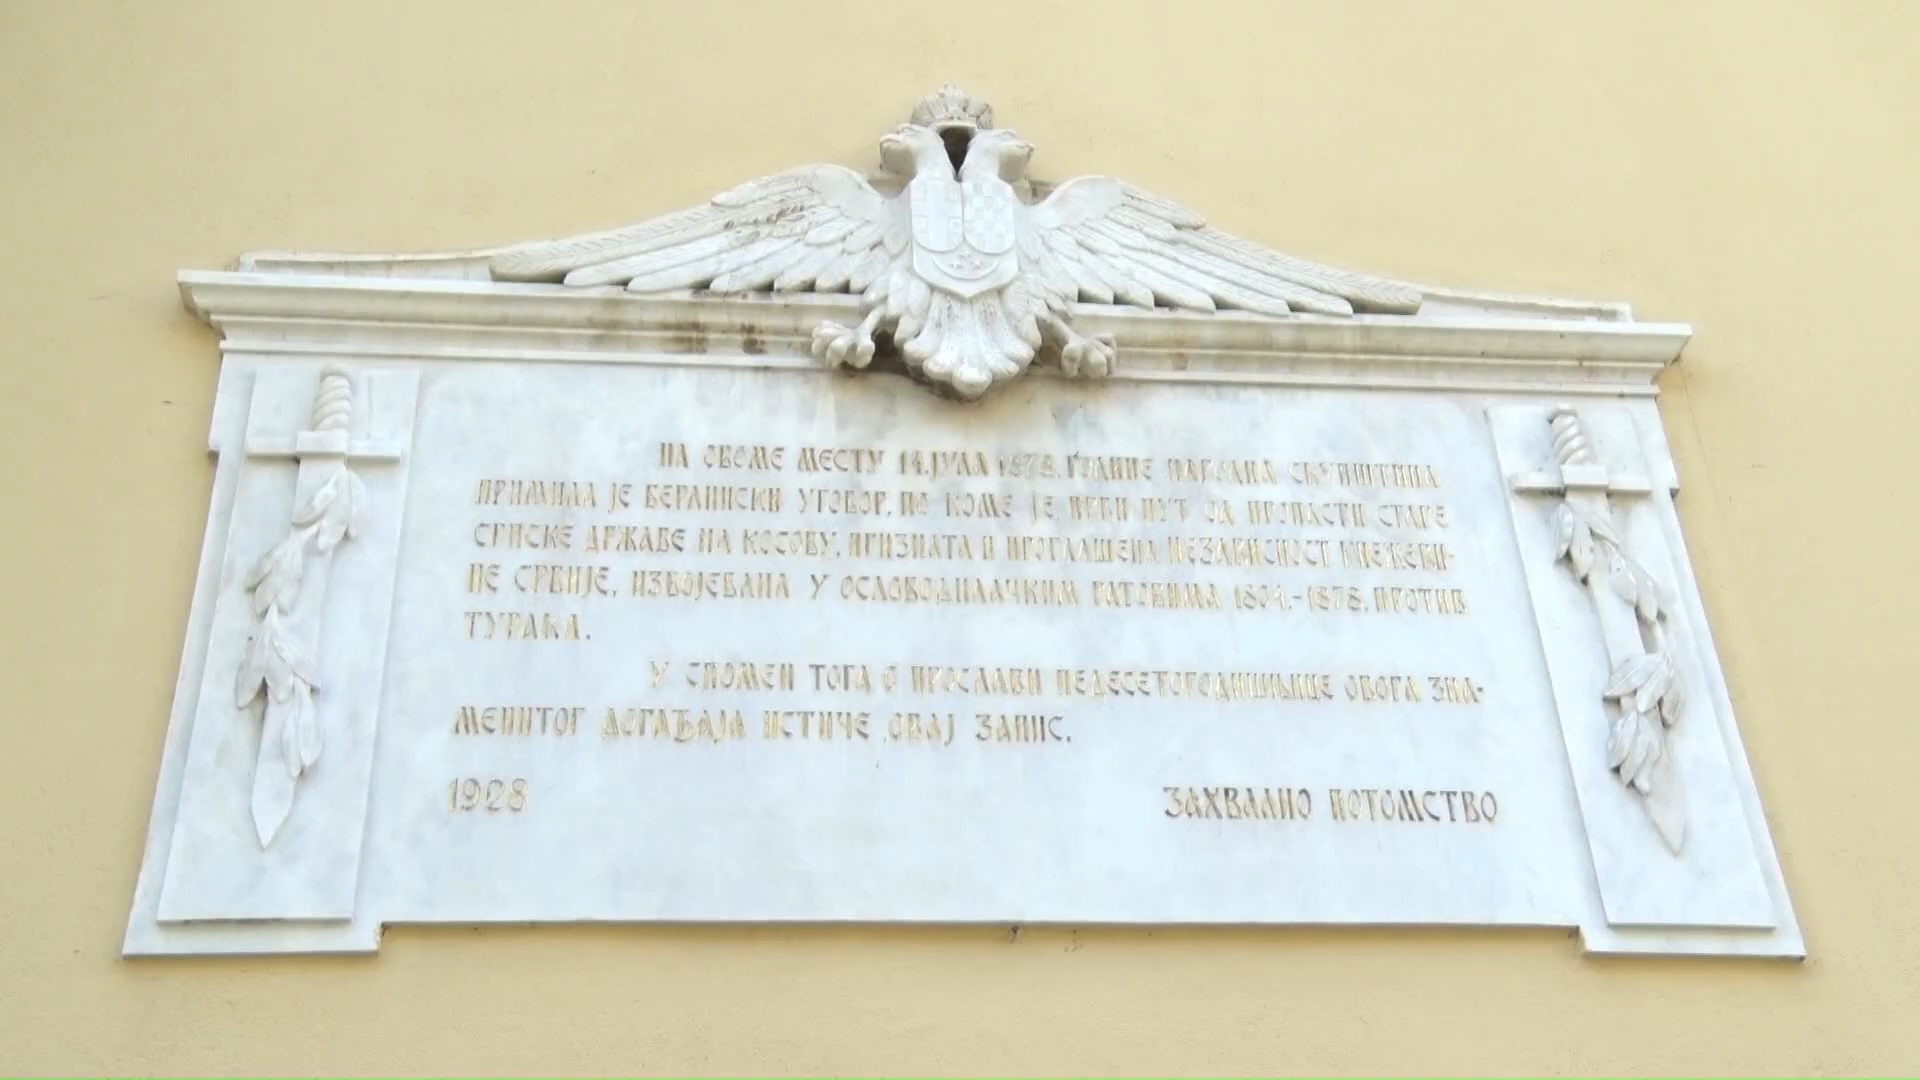 НА ОВОМЕ МЕСТУ 14.ЈУЛА 1878. ГОДИНЕ НАРОДНА СКУПШТИНА
ПРИМИЛА ЈЕ БЕРЛИНСКИ УГОВОР, ПО КОМЕ ЈЕ, ПРВИ ПУТ ОД ПРОПАСТИ СТАРЕ
СРПСКЕ ДРЖАВЕ НА КОСОВУ, ПРИЗНАТА И ПРОГЛАШЕНА НЕЗАВИСНОСТ КНЕЖЕВИ-
НЕ СРБИЈЕ, ИЗВОЈЕВАНА У ОСЛОБОДИЛАЧКИМ РАТОВИМА 1804.-1878. ПРОТИВ
ТУРАКА.
У СПОМЕН ТОГА О ПРОСЛАВИ ПЕДЕСЕТОГОДИШЊИЦЕ ОВОГА ЗНА-
МЕНИТОГ ДОГАЂАЈА ИСТИЧЕ ,ОВАЈ ЗАПИС.
1928 ЗАХВАЛНО ПОТОМСТВО